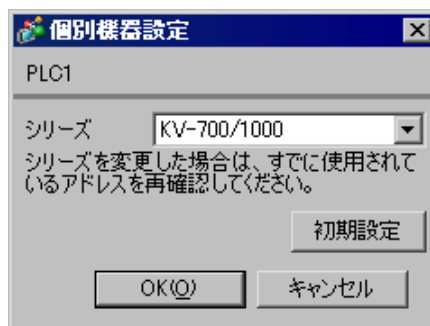 個別機器設定
PLC1
シリーズ KV-700/1000
シリーズを変更した場合は、すでに使用されて
いるアドレスを再確認してください。
初期設定
OK(O) キャンセル